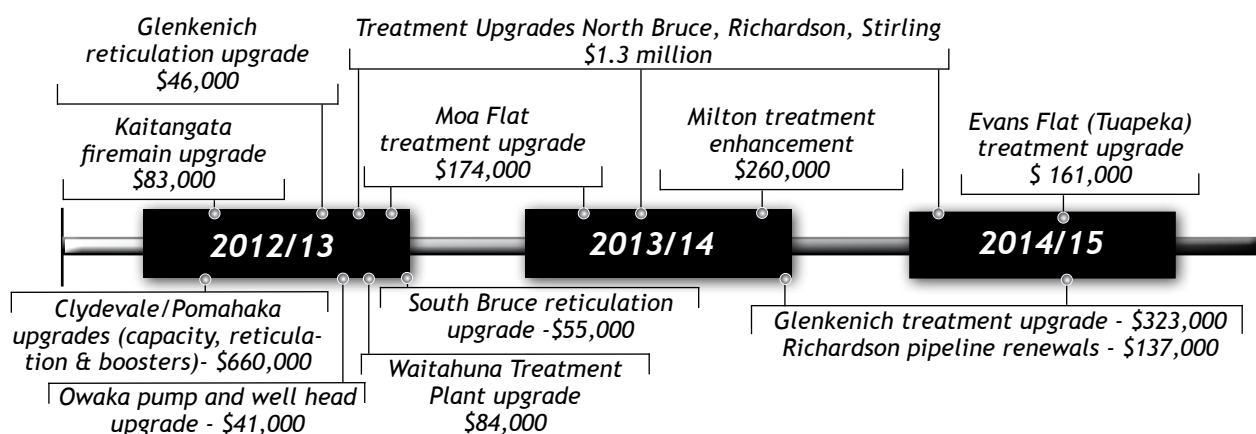 Glenkenich
reticulation upgrade
$46,000
Treatment Upgrades North Bruce, Richardson, Stirling
$1.3 million
Kaitangata
firemain upgrade
$83,000
Moa Flat
treatment upgrade
$174,000
Milton treatment
enhancement
$260,000
Evans Flat (Tuapeka)
treatment upgrade
$ 161,000
2012/13
2013/14
2014/15
Clydevale/Pomahaka
upgrades (capacity, reticula-
tion & boosters)- $660,000
South Bruce reticulation
upgrade -$55,000
Glenkenich treatment upgrade - $323,000
Richardson pipeline renewals - $137,000
Owaka pump and well head
upgrade - $41,000
Waitahuna Treatment
Plant upgrade
$84,000